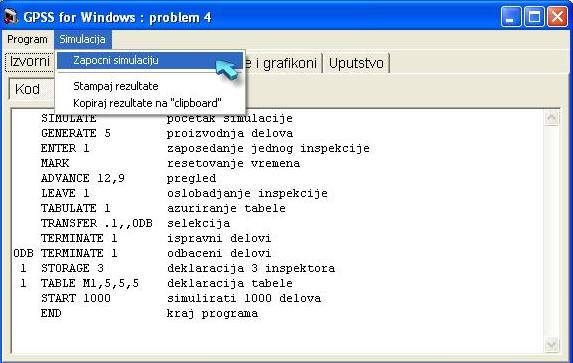 GPSS for Windows : problem 4
Program Simulacija
Izvorni e i grafikoni Uputstvo
Zapocni simulaciju
Kod
Stampaj rezultate
Kopiraj rezultate na "clipboard"
SIMULATE pocetak simulacije
GENERATE 5 proizvodnja delova
ENTER 1 zaposedanje jednog inspekcije
MARK resetovanje vremena
ADVANCE 12,9 pregled
LEAVE 1 oslobadjanje inspekcije
TABULATE 1 azuriranje tabele
TRANSFER .1,,ODB selekcija
TERMINATE 1 ispravni delovi
ODB TERMINATE 1 odbaceni delovi
1 STORAGE 3 deklaracija 3 inspektora
1 TABLE M1,5,5,5 deklaracija tabele
START 1000 simulirati 1000 delova
END kraj programa